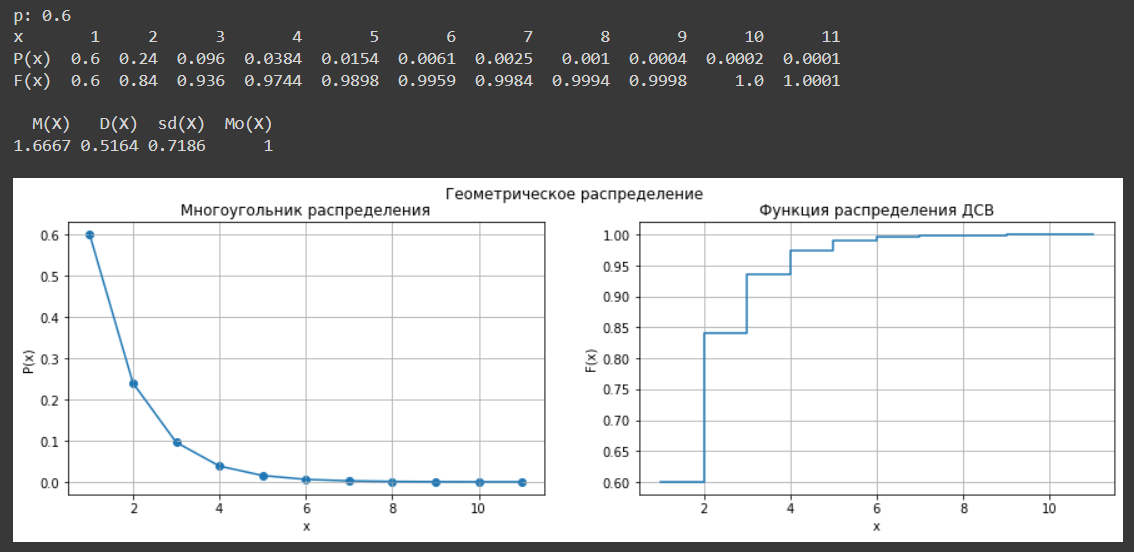 p: 0.6
x 1 2 3 4 5 6 7 8 9 10 11
P(x) 0.6 0.24 0.096 0.0384 0.0154 0.0061 0.0025 0.001 0.0004 0.0002 0.0001
F(x) 0.6 0.84 0.936 0.9744 0.9898 0.9959 0.9984 0.9994 0.9998 1.0 1.0001
M(X) D(X) sd(X) Mo(X)
1.6667 0.5164 0.7186 1
Геометрическое распределение
Многоугольник распределения
0.6
0.5
0.4
0.3
0.2
0.1
0.0
P(x)
2 4 6 8 10
x
Функция распределения ДСВ
1.00
0.95
0.90
0.85
0.80
0.75
0.70
0.65
0.60
F(x)
2 4 6 8 10
x